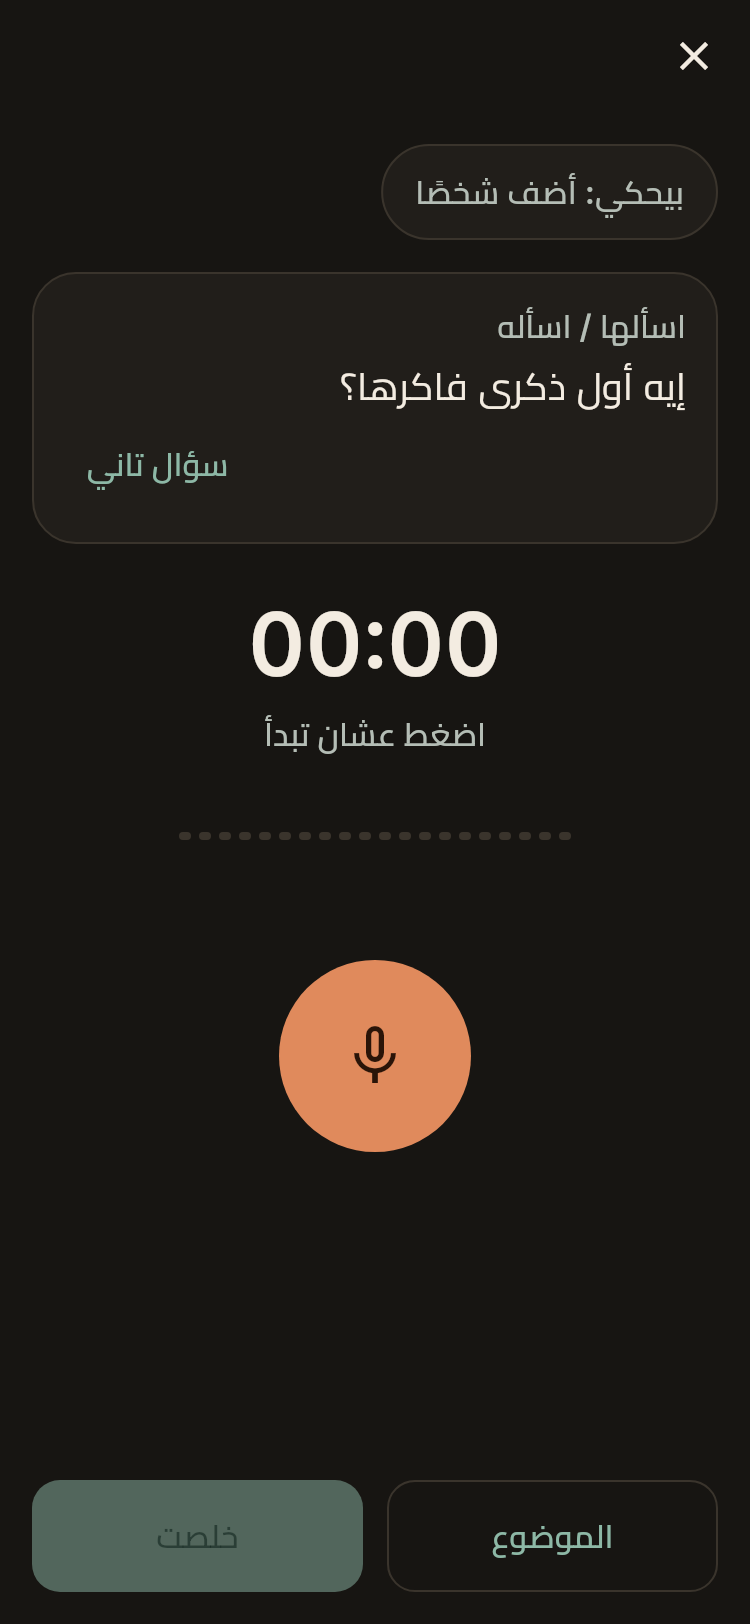 بيحكي: أضف شخصًا
اسألها / اسأله
إيه أول ذكرى فاكرها؟
سؤال تاني
00:00
اضغط عشان تبدأ
الموضوع
خلصت